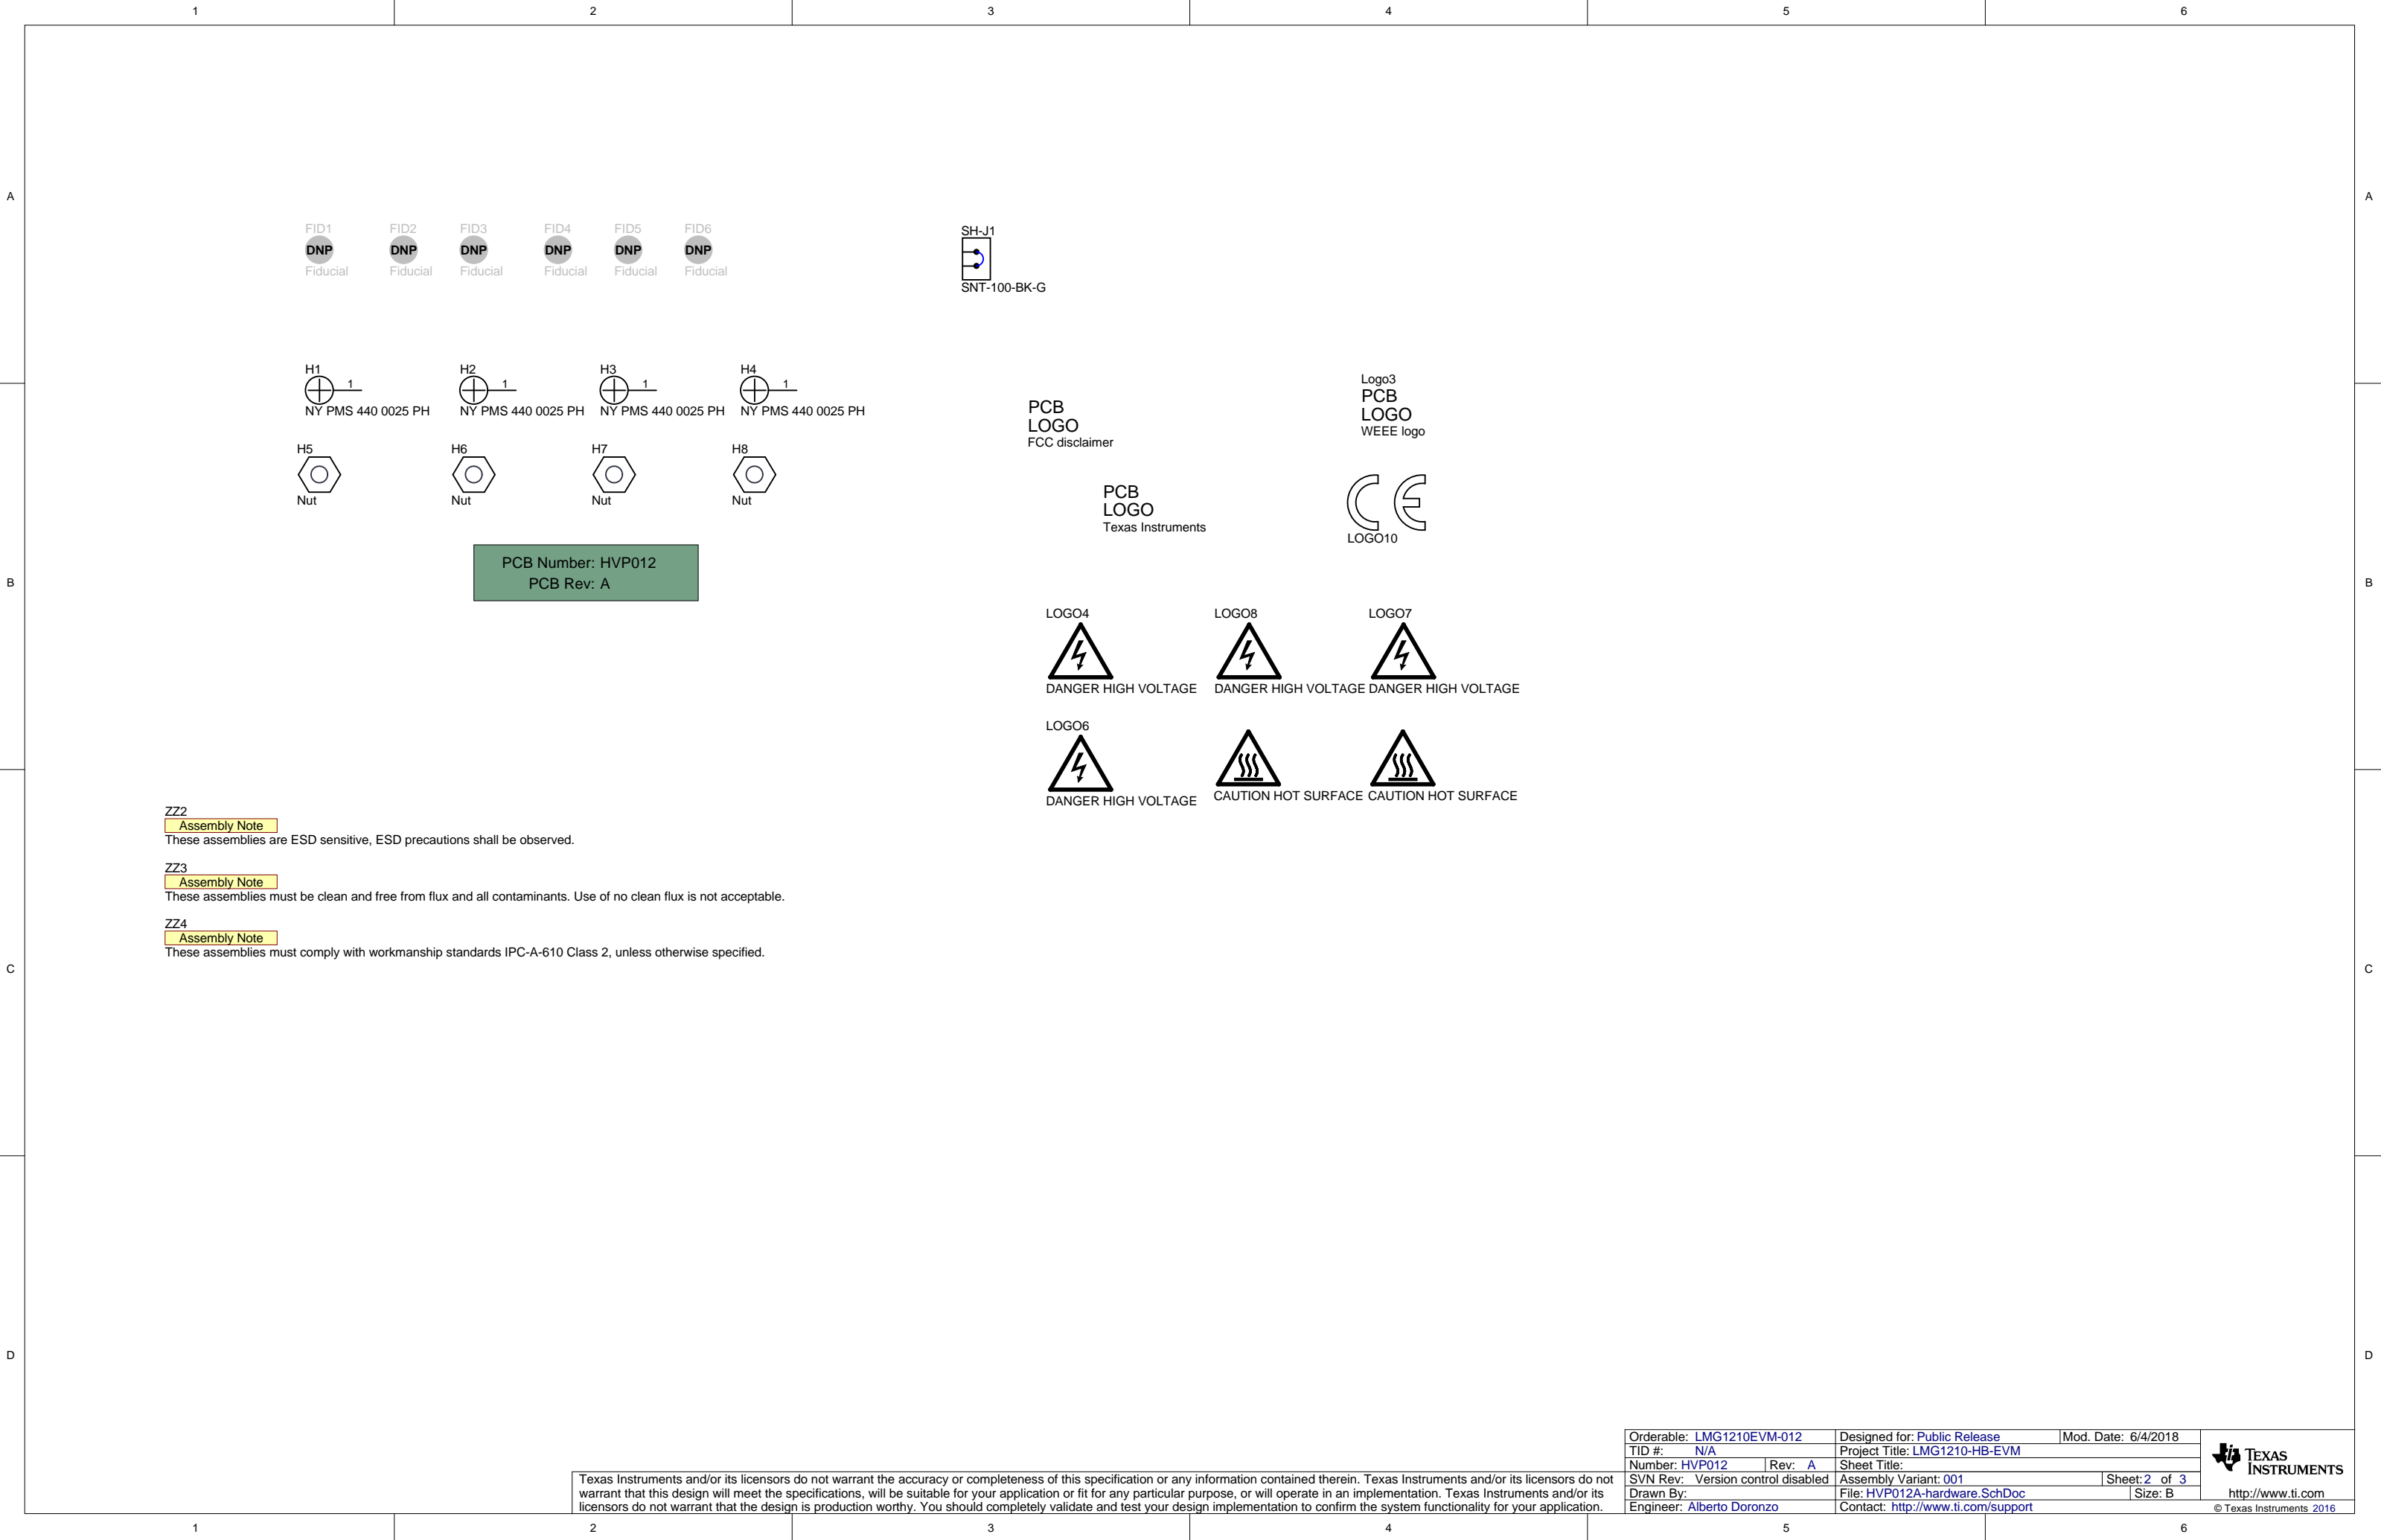 1 2 3 4 5 6
A A
FID1 FID2 FID3 FID4 FID5 FID6
DNP DNP DNP DNP DNP DNP
Fiducial Fiducial Fiducial Fiducial Fiducial Fiducial
SH-J1
SNT-100-BK-G
H1 H2 H3 H4
1 1 1 1
NY PMS 440 0025 PH NY PMS 440 0025 PH NY PMS 440 0025 PH NY PMS 440 0025 PH
H5 H6 H7 H8
Nut Nut Nut Nut
PCB
LOGO
FCC disclaimer
Logo3
PCB
LOGO
WEEE logo
PCB
LOGO
Texas Instruments
CE
LOGO10
PCB Number: HVP012
PCB Rev: A
B B
LOGO4 LOGO8 LOGO7
DANGER HIGH VOLTAGE DANGER HIGH VOLTAGE DANGER HIGH VOLTAGE
LOGO6
DANGER HIGH VOLTAGE CAUTION HOT SURFACE CAUTION HOT SURFACE
ZZ2
Assembly Note
These assemblies are ESD sensitive, ESD precautions shall be observed.
ZZ3
Assembly Note
These assemblies must be clean and free from flux and all contaminants. Use of no clean flux is not acceptable.
ZZ4
Assembly Note
These assemblies must comply with workmanship standards IPC-A-610 Class 2, unless otherwise specified.
C C
D D
Texas Instruments and/or its licensors do not warrant the accuracy or completeness of this specification or any information contained therein. Texas Instruments and/or its licensors do not
warrant that this design will meet the specifications, will be suitable for your application or fit for any particular purpose, or will operate in an implementation. Texas Instruments and/or its
licensors do not warrant that the design is production worthy. You should completely validate and test your design implementation to confirm the system functionality for your application.
Orderable: LMG1210EVM-012 Designed for: Public Release Mod. Date: 6/4/2018
TID #: N/A Project Title: LMG1210-HB-EVM
Number: HVP012 Rev: A Sheet Title:
SVN Rev: Version control disabled Assembly Variant: 001 Sheet: 2 of 3
Drawn By: File: HVP012A-hardware.SchDoc Size: B
Engineer: Alberto Doronzo Contact: http://www.ti.com/support
TEXAS
INSTRUMENTS
http://www.ti.com
© Texas Instruments 2016
1 2 3 4 5 6